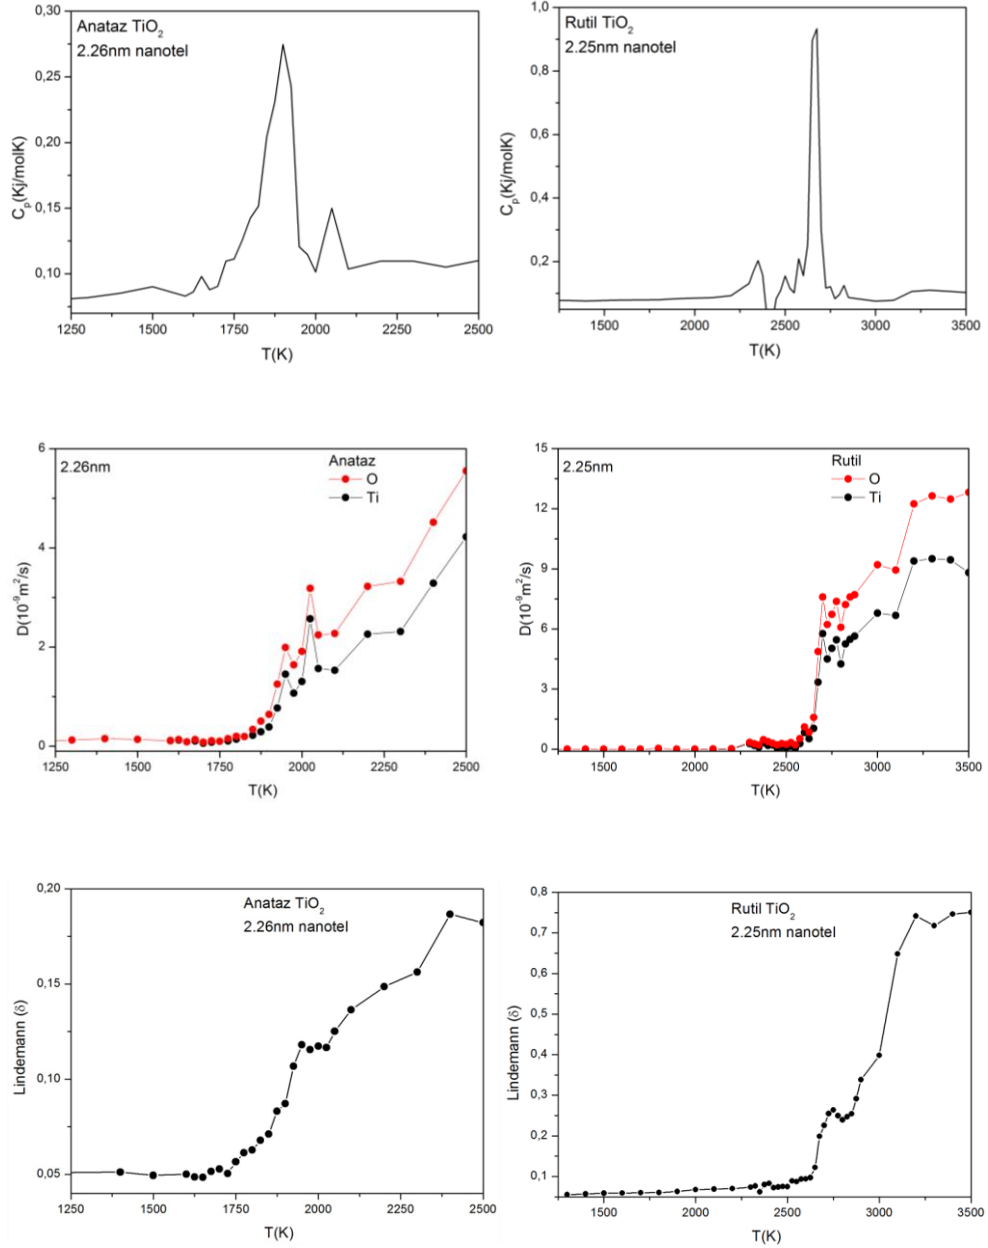 Anataz TiO2
2.26nm nanotel
0,30
0,25
0,20
0,15
0,10
Cp(Kj/molK)
1250 1500 1750 2000 2250 2500
T(K)
Rutil TiO2
2.25nm nanotel
1,0
0,8
0,6
0,4
0,2
Cp(Kj/molK)
1500 2000 2500 3000 3500
T(K)
2.26nm
Anataz
O
Ti
6
4
2
0
D(10-9m2/s)
1250 1500 1750 2000 2250 2500
T(K)
2.25nm
Rutil
O
Ti
15
12
9
6
3
0
D(10-9m2/s)
1500 2000 2500 3000 3500
T(K)
Anataz TiO2
2.26nm nanotel
0,20
0,15
0,10
0,05
Lindemann (δ)
1250 1500 1750 2000 2250 2500
T(K)
Rutil TiO2
2.25nm nanotel
0,8
0,7
0,6
0,5
0,4
0,3
0,2
0,1
Lindemann (δ)
1500 2000 2500 3000 3500
T(K)